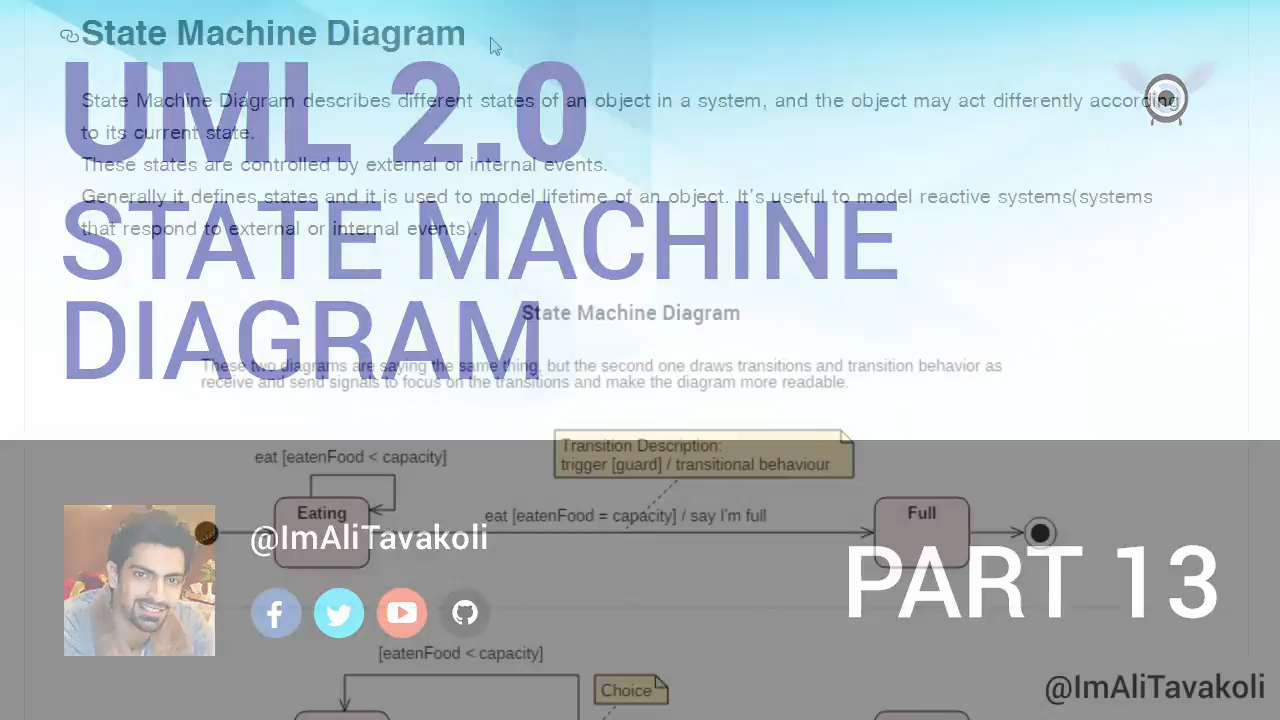 State Machine Diagram
UML 2.0
State Machine Diagram describes different states of an object in a system, and the object may act differently according
to its current state.
These states are controlled by external or internal events.
Generally it defines states and it is used to model lifetime of an object. It's useful to model reactive systems(systems
that respond to external or internal events).
STATE MACHINE
DIAGRAM
State Machine Diagram
These two diagrams are saying the same thing, but the second one draws transitions and transition behavior as
receive and send signals to focus on the transitions and make the diagram more readable.
Transition Description:
trigger [guard] / transitional behaviour
eat [eatenFood < capacity]
Eating
eat [eatenFood = capacity] / say I'm full
Full
@ImAliTavakoli
PART 13
[eatenFood < capacity]
Choice
@ImAliTavakoli